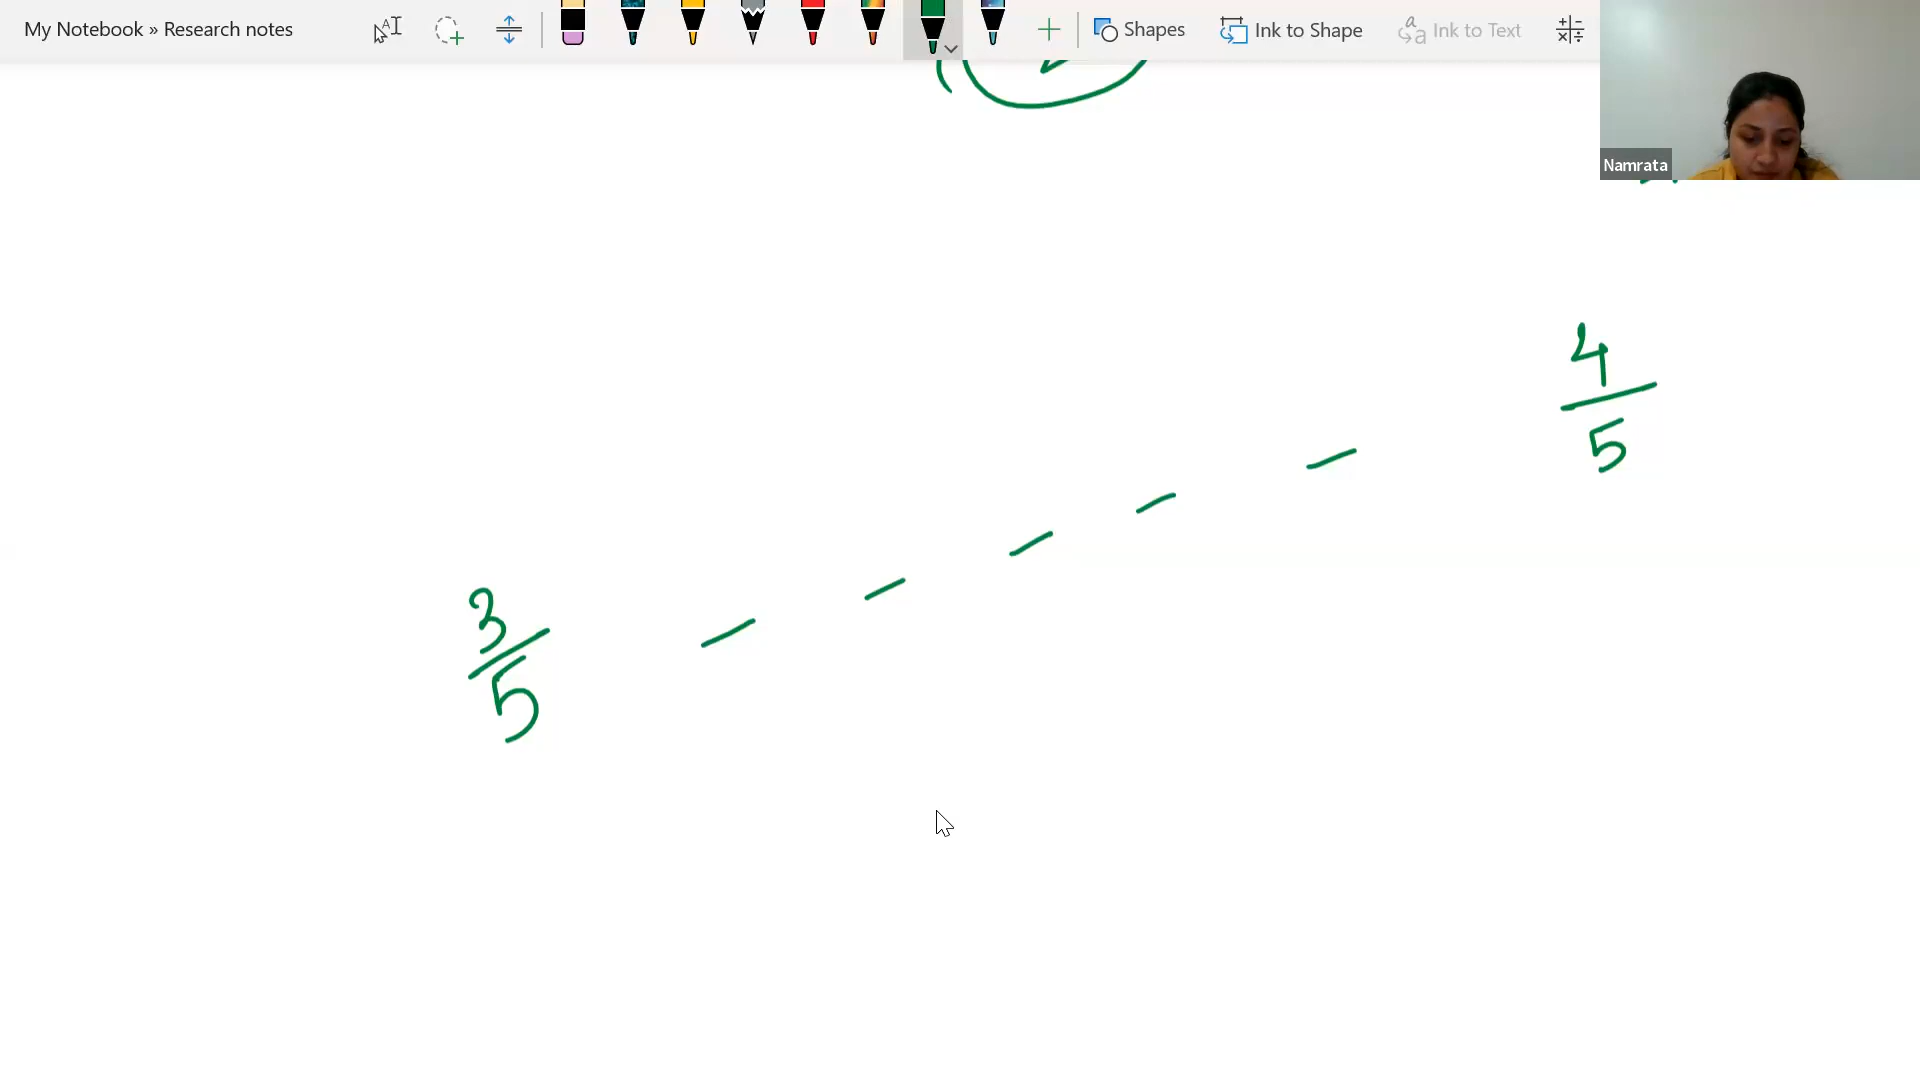 My Notebook » Research notes
Shapes
Ink to Shape
Ink to Text
Namrata
4
5
3
5